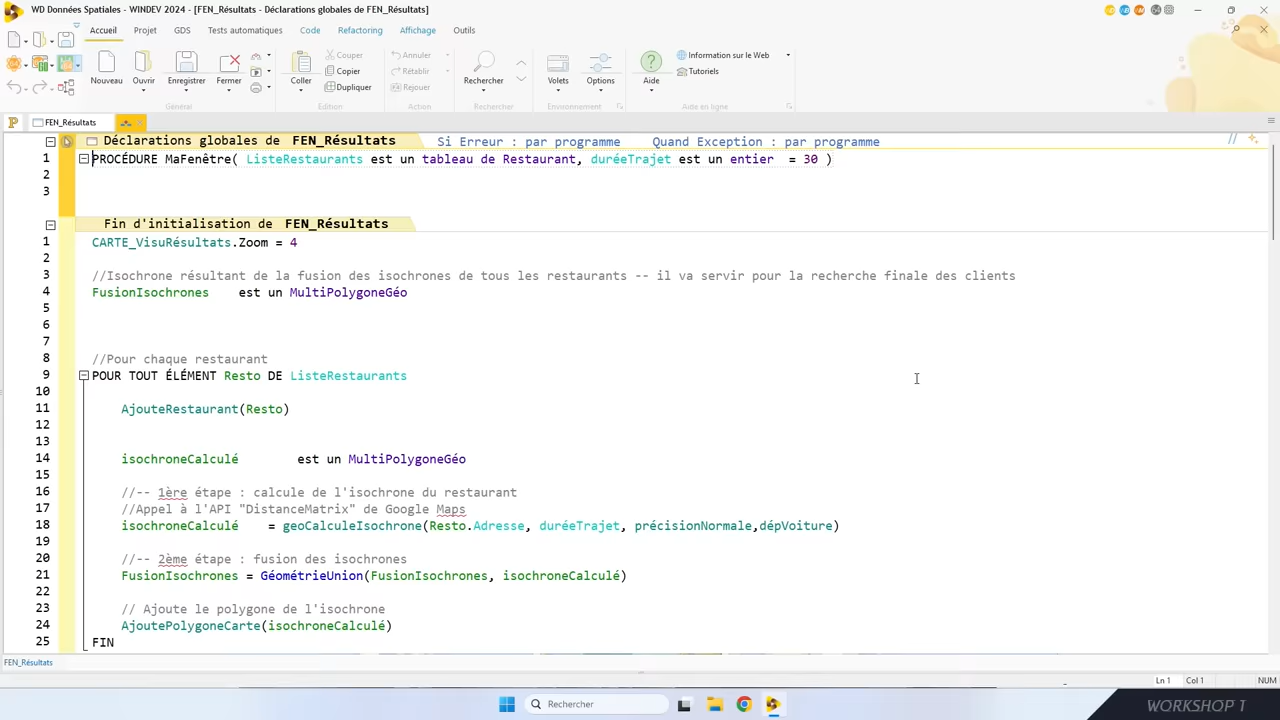 WD Données Spatiales - WINDEV 2024 - [FEN_Résultats - Déclarations globales de FEN_Résultats]
Accueil Projet GDS Tests automatiques Code Refactoring Affichage Outils
Nouveau Ouvrir Enregistrer Fermer
Général
Coller
Couper
Copier
Dupliquer
Edition
Annuler
Rétablir
Rejouer
Action
Rechercher
Rechercher
Volets Options
Environnement
Aide
Information sur le Web
Tutoriels
Aide en ligne
FEN_Résultats
Déclarations globales de FEN_Résultats Si Erreur : par programme Quand Exception : par programme //
1 PROCÉDURE MaFenêtre( ListeRestaurants est un tableau de Restaurant, duréeTrajet est un entier = 30 )
2
3
Fin d'initialisation de FEN_Résultats
1 CARTE_VisuRésultats.Zoom = 4
2
3 //Isochrone résultant de la fusion des isochrones de tous les restaurants -- il va servir pour la recherche finale des clients
4 FusionIsochrones est un MultiPolygoneGéo
5
6
7
8 //Pour chaque restaurant
9 POUR TOUT ÉLÉMENT Resto DE ListeRestaurants
10
11 AjouteRestaurant(Resto)
12
13
14 isochroneCalculé est un MultiPolygoneGéo
15
16 //-- 1ère étape : calcule de l'isochrone du restaurant
17 //Appel à l'API "DistanceMatrix" de Google Maps
18 isochroneCalculé = geoCalculeIsochrone(Resto.Adresse, duréeTrajet, précisionNormale,dépVoiture)
19
20 //-- 2ème étape : fusion des isochrones
21 FusionIsochrones = GéométrieUnion(FusionIsochrones, isochroneCalculé)
22
23 // Ajoute le polygone de l'isochrone
24 AjoutePolygoneCarte(isochroneCalculé)
25 FIN
FEN_Résultats
Ln 1 Col 1 NUM
Rechercher
WORKSHOP 1